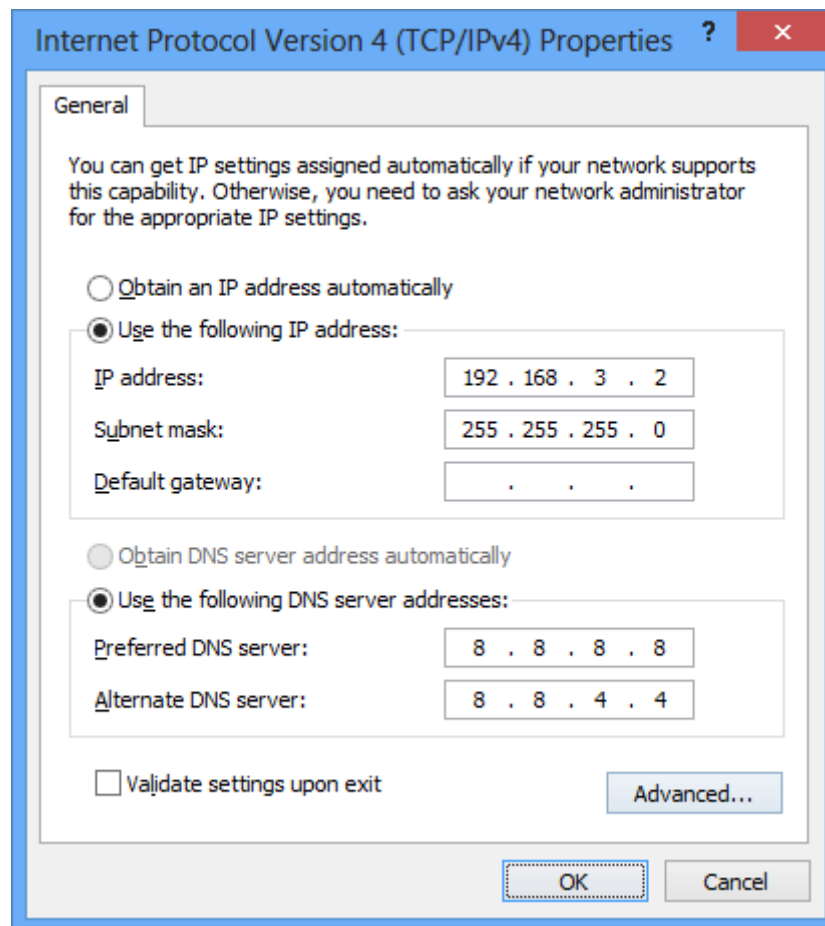 Internet Protocol Version 4 (TCP/IPv4) Properties ? ×
General
You can get IP settings assigned automatically if your network supports
this capability. Otherwise, you need to ask your network administrator
for the appropriate IP settings.
Obtain an IP address automatically
Use the following IP address:
IP address: 192 . 168 . 3 . 2
Subnet mask: 255 . 255 . 255 . 0
Default gateway: . . .
Obtain DNS server address automatically
Use the following DNS server addresses:
Preferred DNS server: 8 . 8 . 8 . 8
Alternate DNS server: 8 . 8 . 4 . 4
Validate settings upon exit
Advanced...
OK Cancel